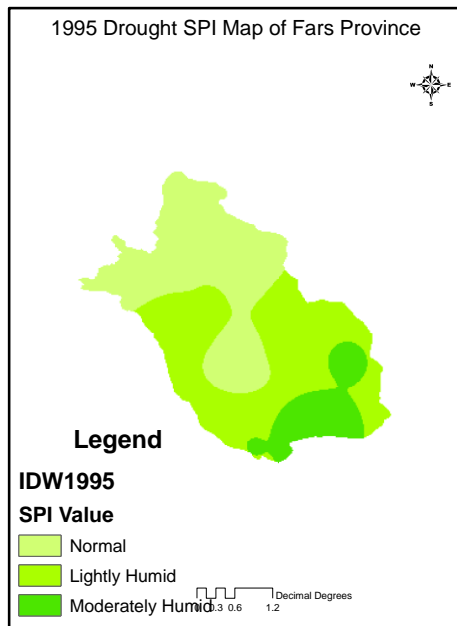 1995 Drought SPI Map of Fars Province
N
W E
S
Legend
IDW1995
SPI Value
Normal
Lightly Humid
Moderately Humid
Decimal Degrees
0 0.3 0.6 1.2